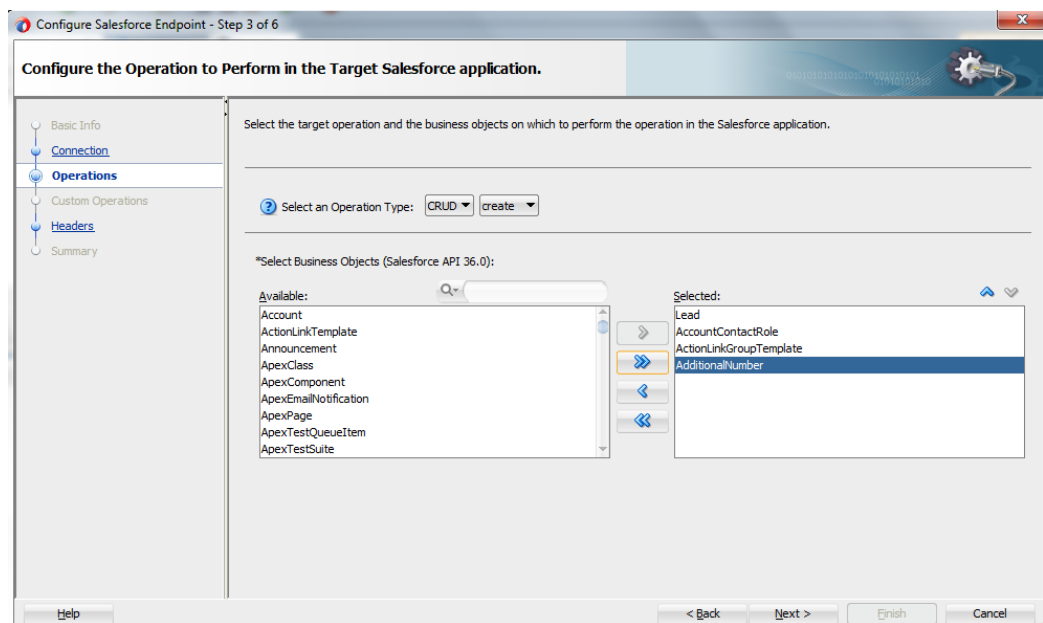 Configure Salesforce Endpoint - Step 3 of 6
Configure the Operation to Perform in the Target Salesforce application.
Basic Info
Connection
Operations
Custom Operations
Headers
Summary
Select the target operation and the business objects on which to perform the operation in the Salesforce application.
Select an Operation Type: CRUD create
*Select Business Objects (Salesforce API 36.0):
Available:
Account
ActionLinkTemplate
Announcement
ApexClass
ApexComponent
ApexEmailNotification
ApexPage
ApexTestQueueItem
ApexTestSuite
Selected:
Lead
AccountContactRole
ActionLinkGroupTemplate
AdditionalNumber
Help
< Back Next > Finish Cancel